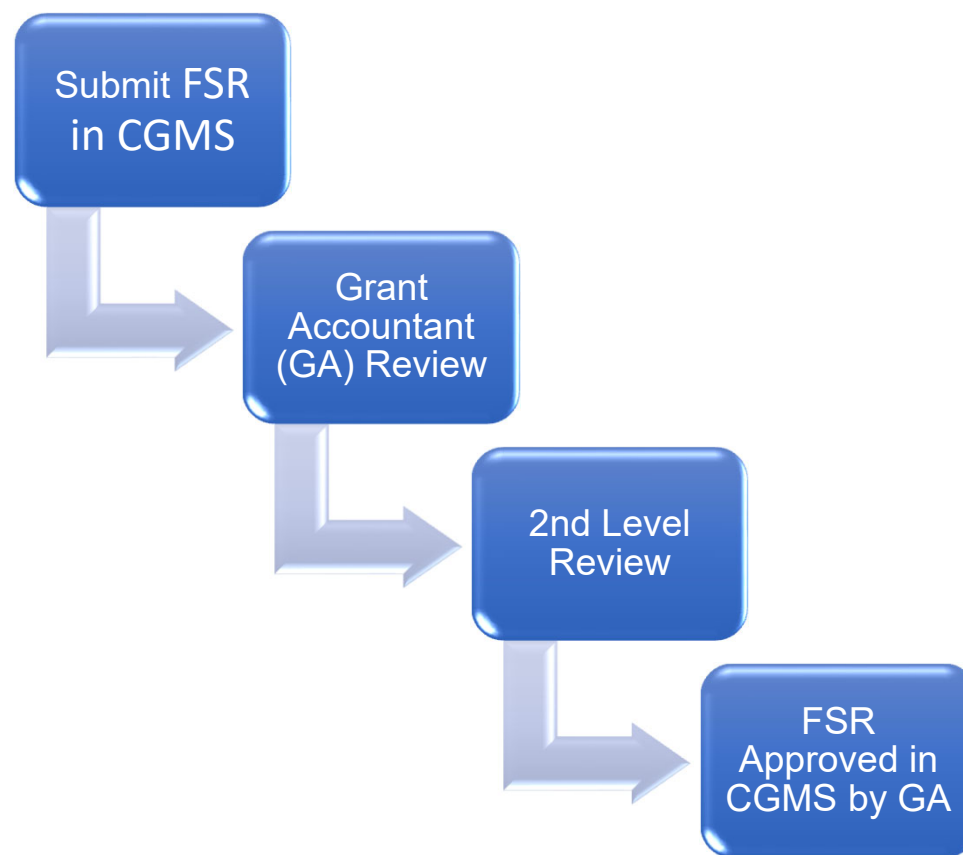 Submit FSR
in CGMS
Grant
Accountant
(GA) Review
2nd Level
Review
FSR
Approved in
CGMS by GA